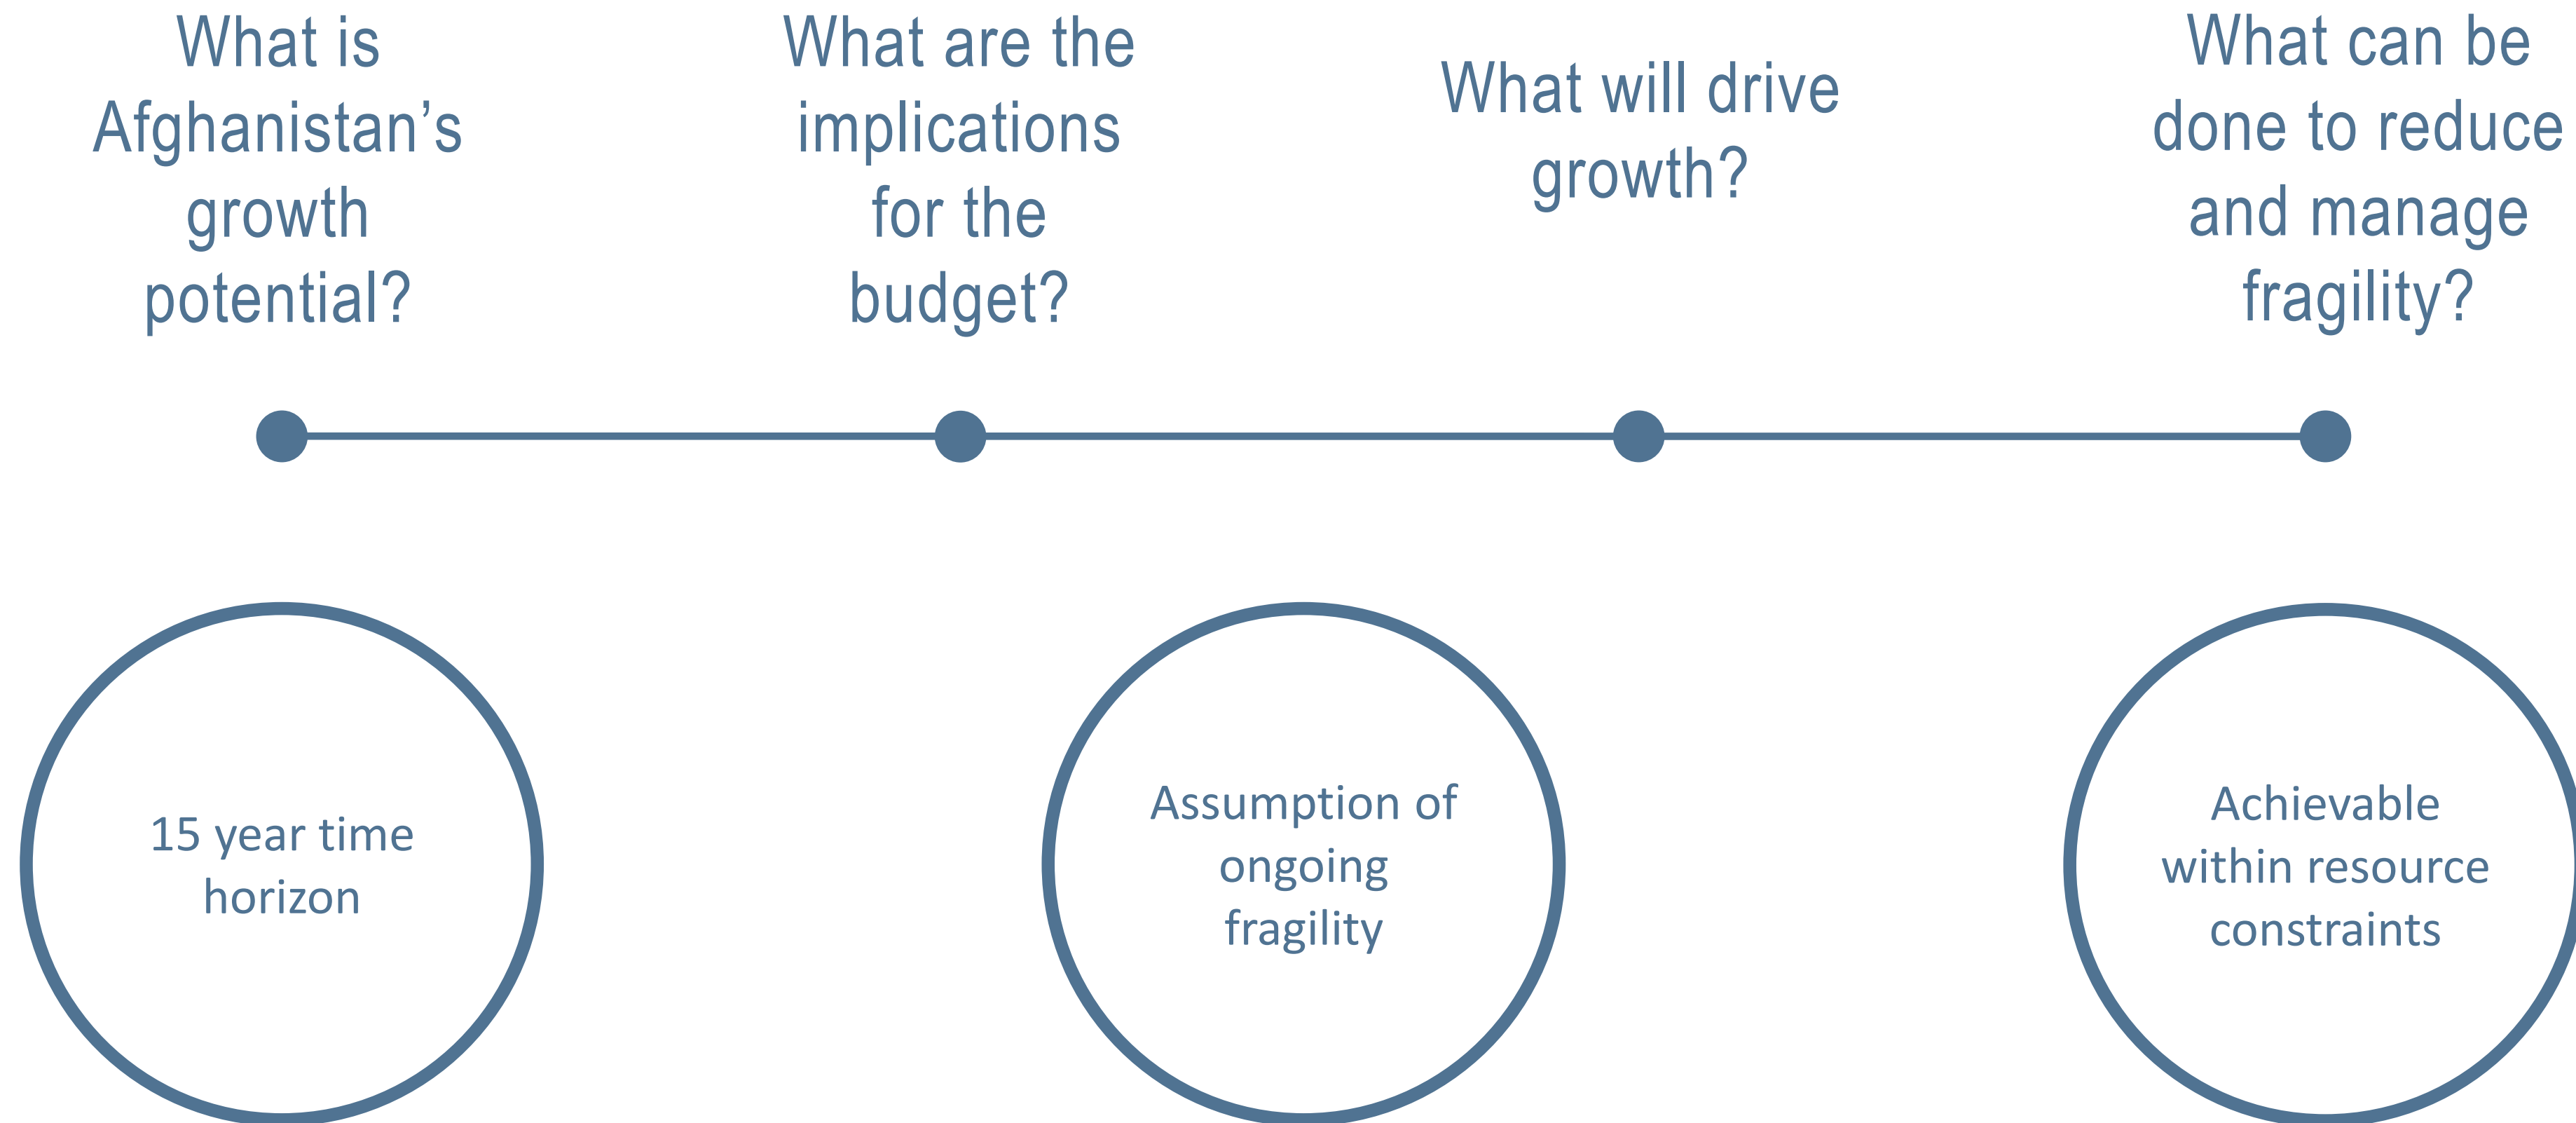 What is
Afghanistan’s
growth
potential?
What are the
implications
for the
budget?
What will drive
growth?
What can be
done to reduce
and manage
fragility?
15 year time
horizon
Assumption of
ongoing
fragility
Achievable
within resource
constraints